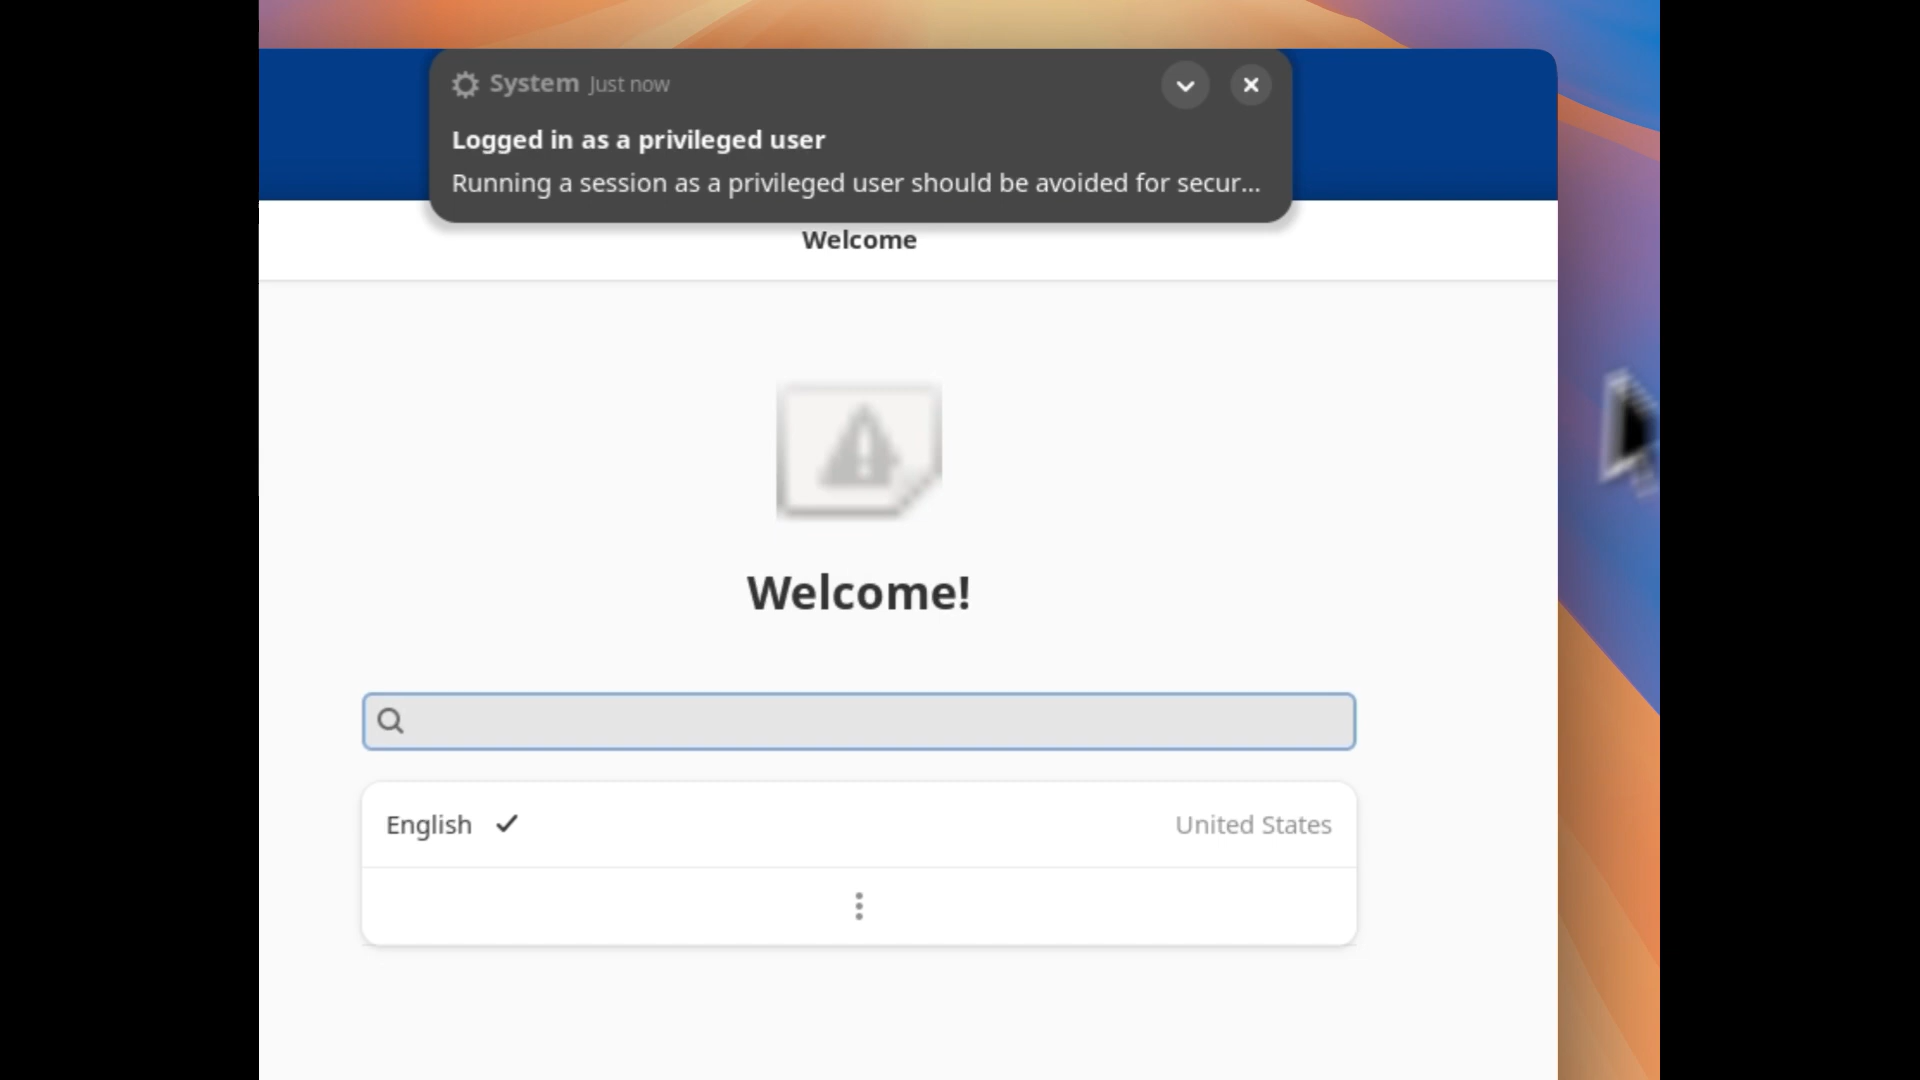 System Just now
Logged in as a privileged user
Running a session as a privileged user should be avoided for secur...
Welcome
Welcome!
English United States